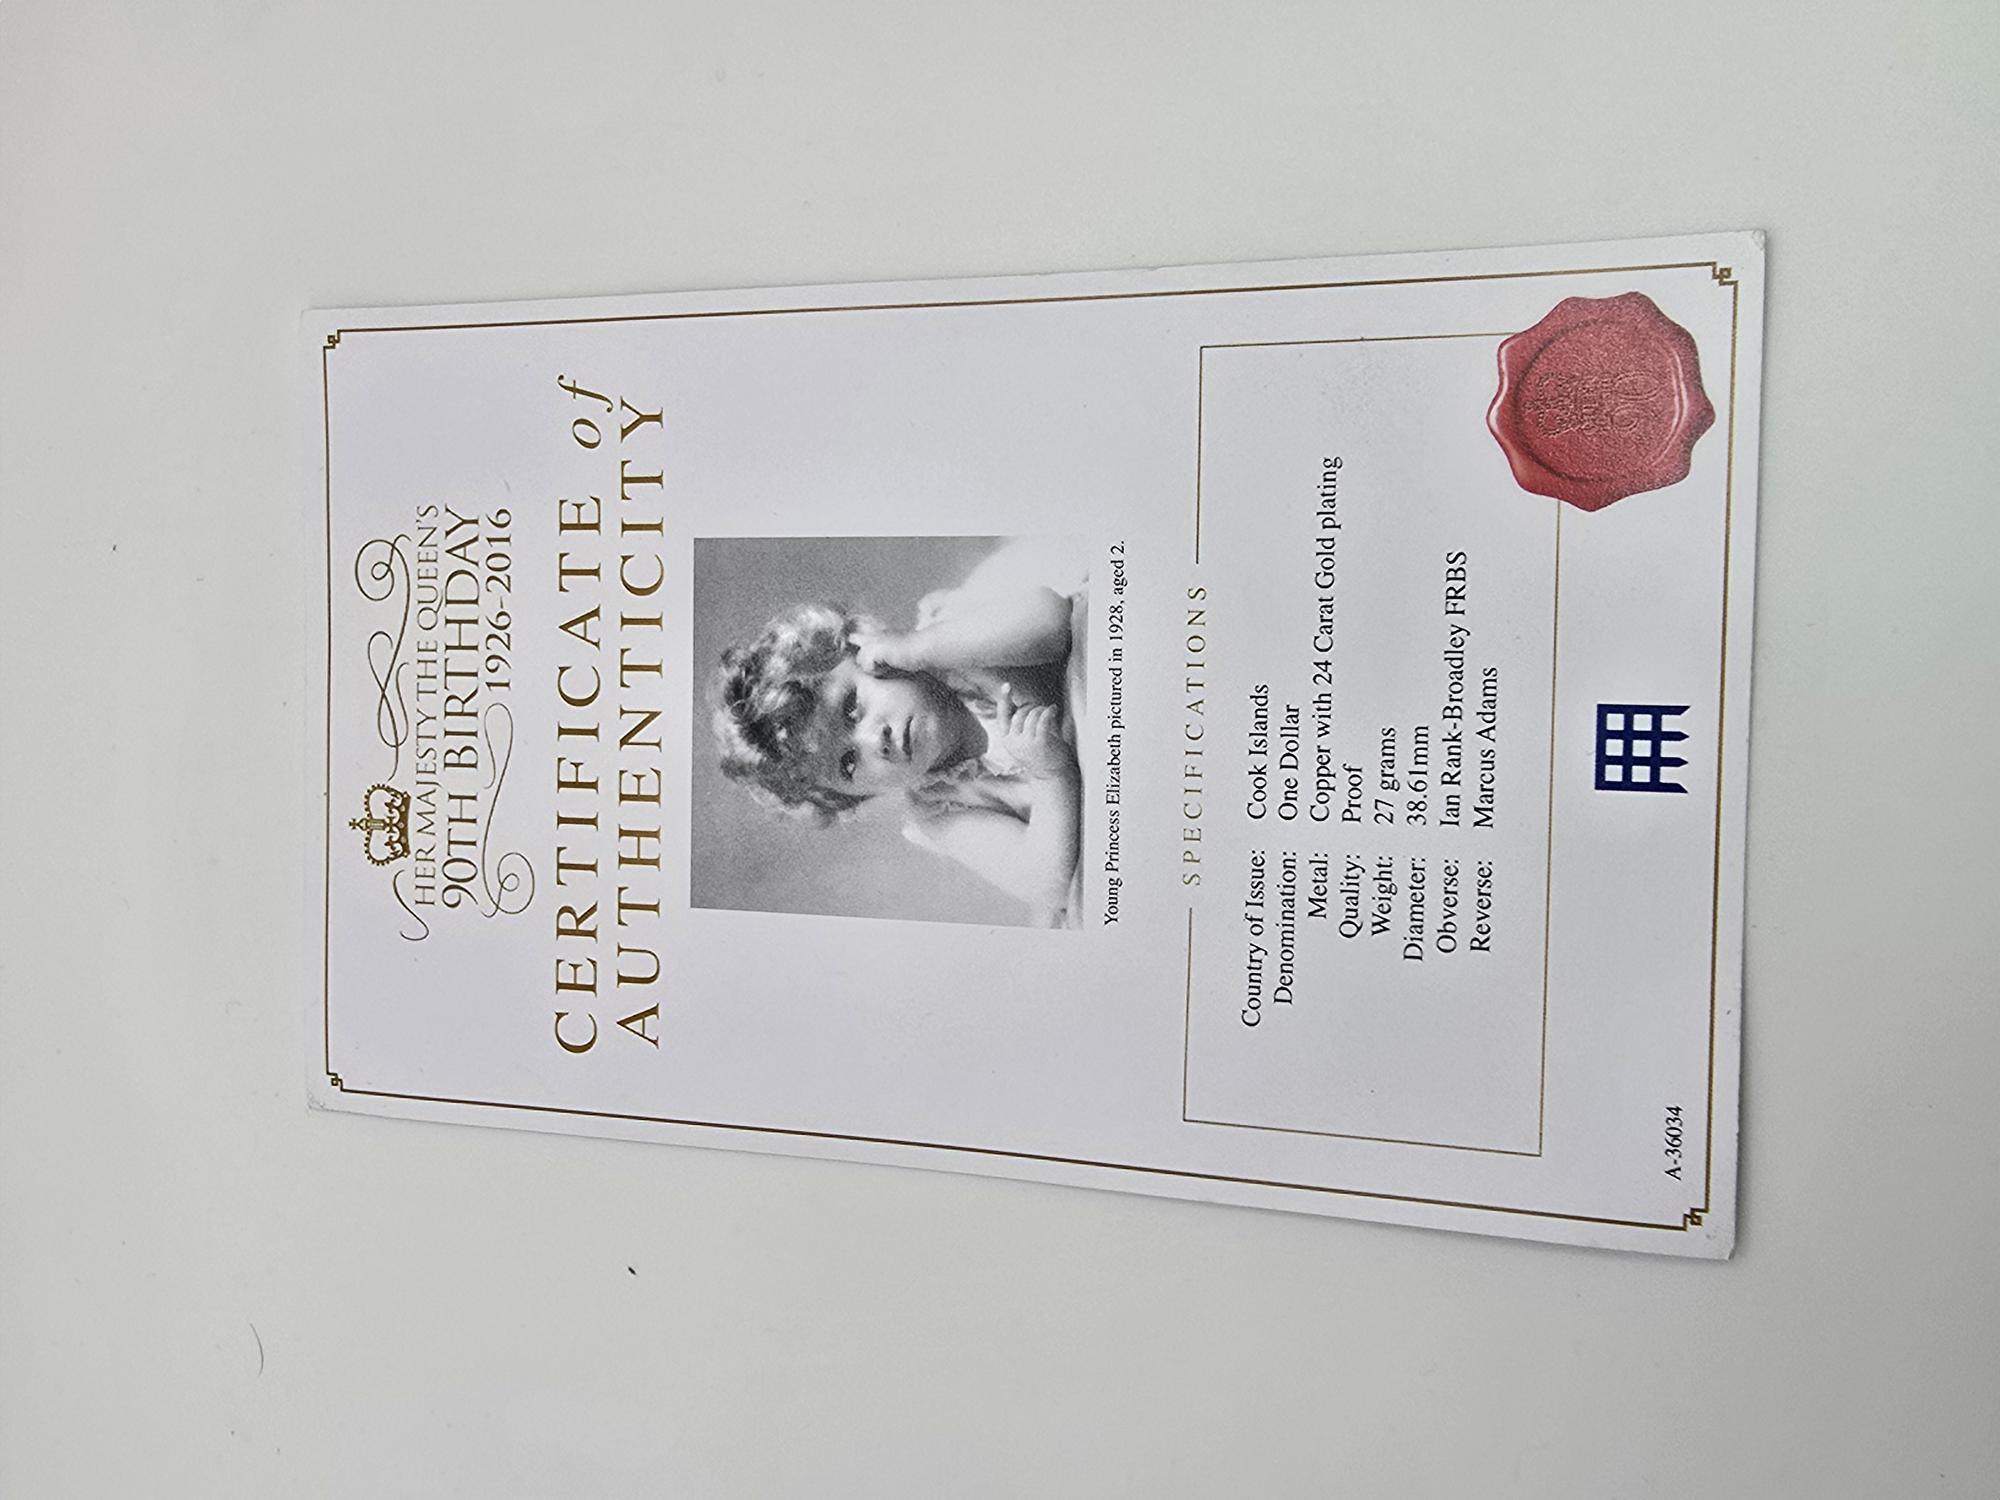 HER MAJESTY THE QUEEN'S
90TH BIRTHDAY
1926-2016
CERTIFICATE of
AUTHENTICITY
Young Princess Elizabeth pictured in 1928, aged 2.
SPECIFICATIONS
Country of Issue: Cook Islands
Denomination: One Dollar
Metal: Copper with 24 Carat Gold plating
Quality: Proof
Weight: 27 grams
Diameter: 38.61mm
Obverse: Ian Rank-Broadley FRBS
Reverse: Marcus Adams
A-36034